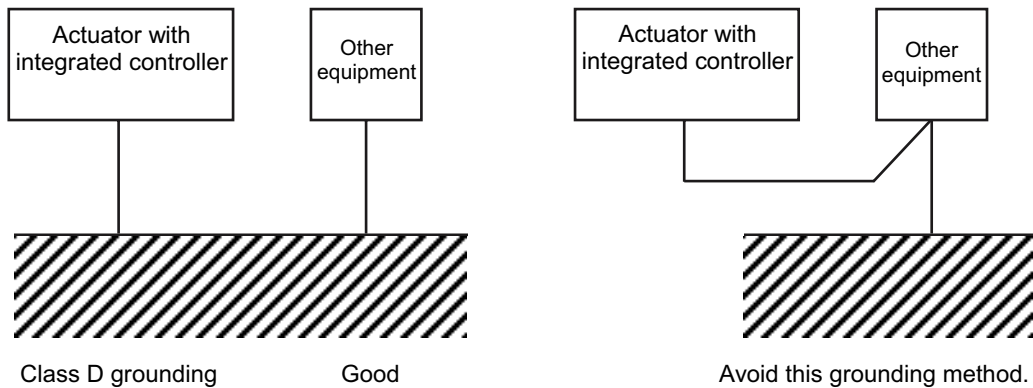 Actuator with
integrated controller
Other
equipment
Actuator with
integrated controller
Other
equipment
Class D grounding
Good
Avoid this grounding method.